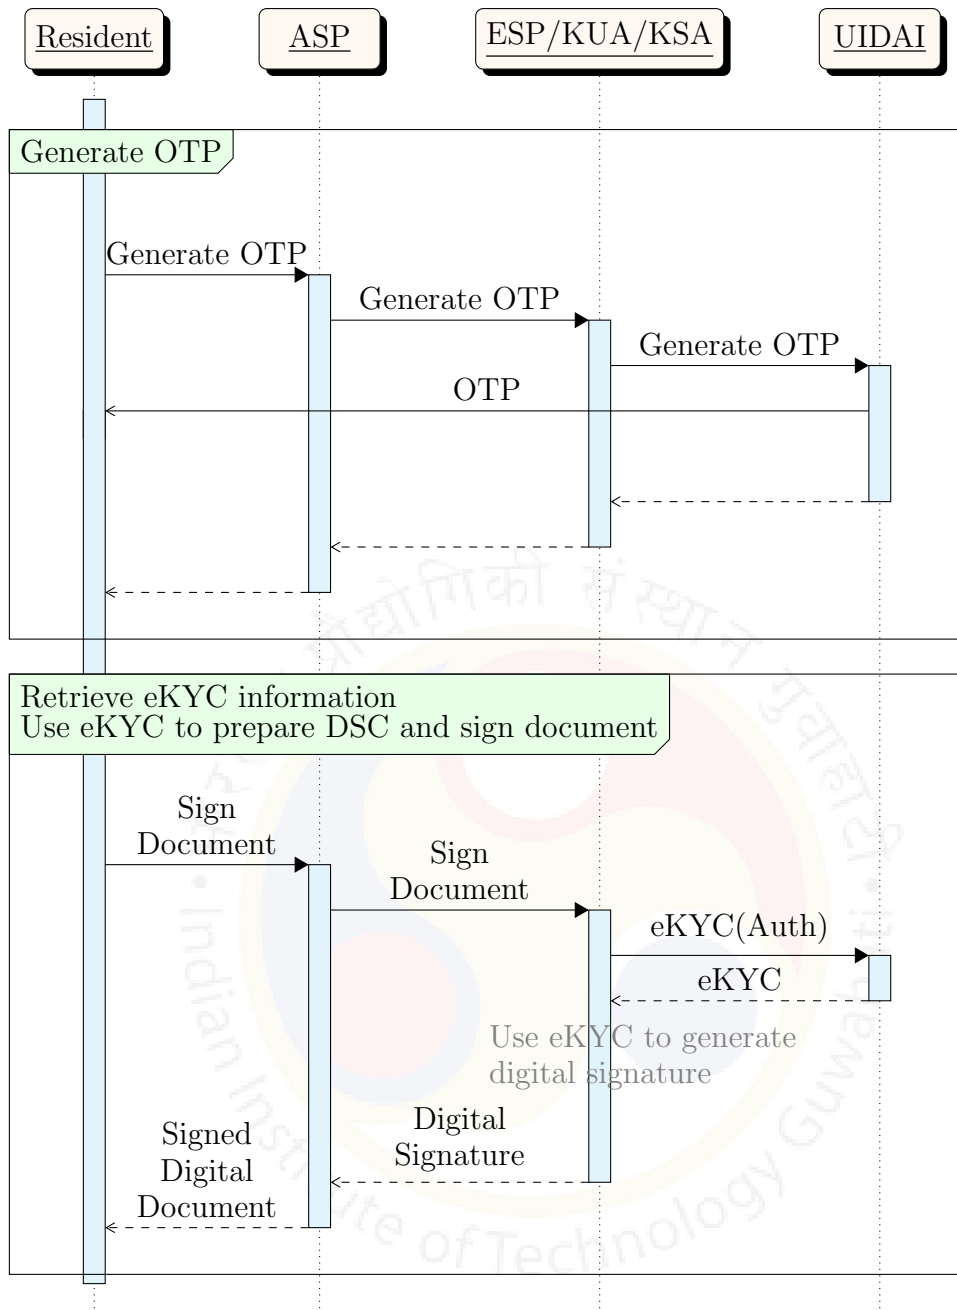 Resident
ASP
ESP/KUA/KSA
UIDAI
Generate OTP
Generate OTP
Generate OTP
Generate OTP
OTP
Retrieve eKYC information
Use eKYC to prepare DSC and sign document
Sign
Document
Sign
Document
eKYC(Auth)
eKYC
Use eKYC to generate
digital signature
Digital
Signature
Signed
Digital
Document
प्रौद्योगिकी संस्थान गुवाहाटी
Indian Institute of Technology Guwahati